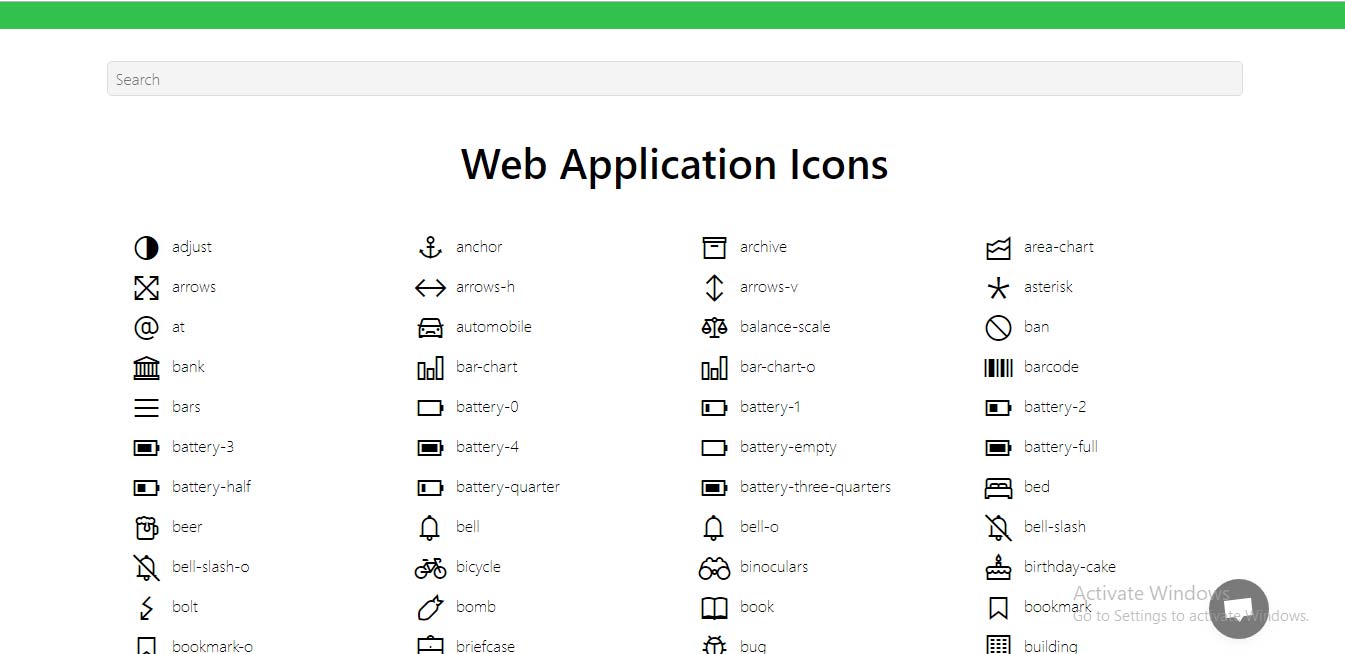 Search
Web Application Icons
adjust anchor archive area-chart
arrows arrows-h arrows-v asterisk
at automobile balance-scale ban
bank bar-chart bar-chart-o barcode
bars battery-0 battery-1 battery-2
battery-3 battery-4 battery-empty battery-full
battery-half battery-quarter battery-three-quarters bed
beer bell bell-o bell-slash
bell-slash-o bicycle binoculars birthday-cake
Activate Windows
bolt bomb book bookmark
Go to Settings to activate Windows.
bookmark-o briefcase bug building